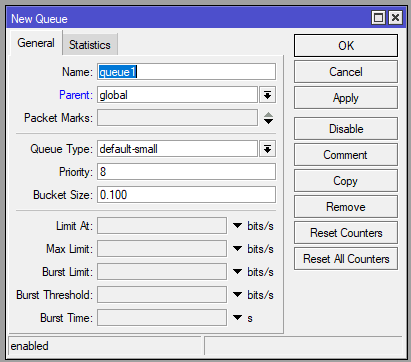 New Queue
General
Statistics
Name: queue1
Parent: global
Packet Marks:
Queue Type: default-small
Priority: 8
Bucket Size: 0.100
Limit At: bits/s
Max Limit: bits/s
Burst Limit: bits/s
Burst Threshold: bits/s
Burst Time: s
OK
Cancel
Apply
Disable
Comment
Copy
Remove
Reset Counters
Reset All Counters
enabled